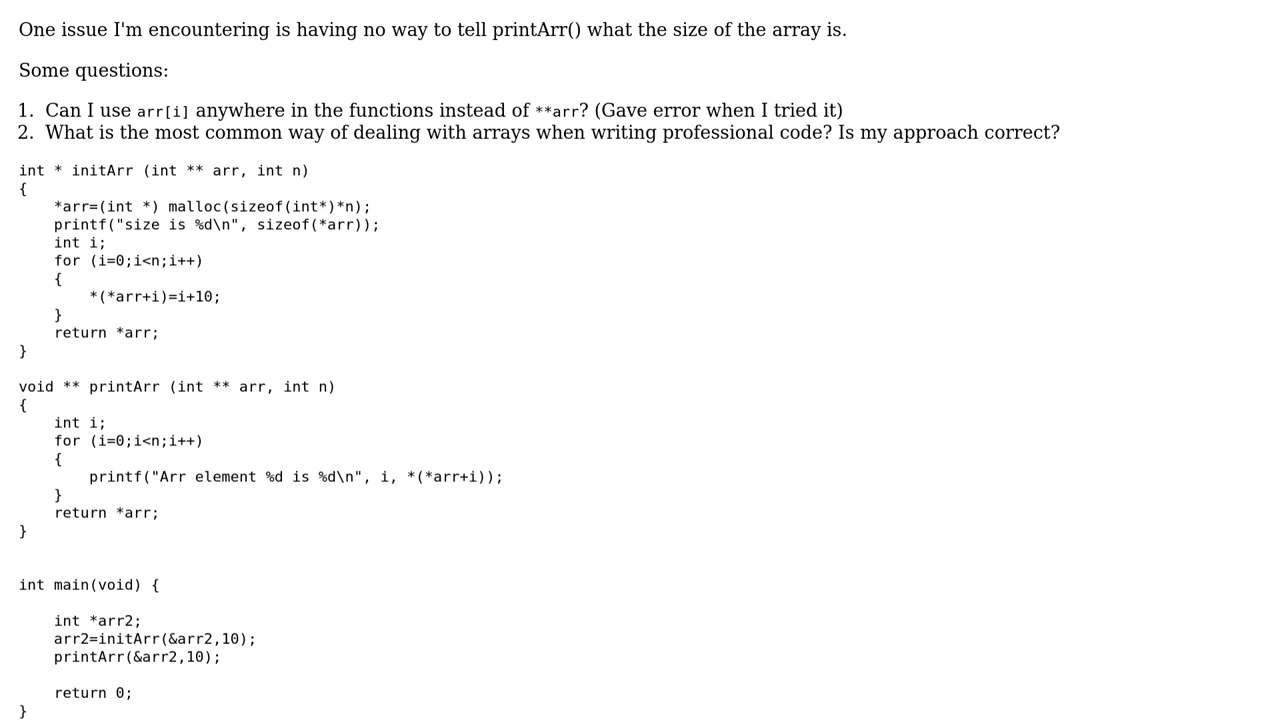 One issue I'm encountering is having no way to tell printArr() what the size of the array is.
Some questions:
1. Can I use arr[i] anywhere in the functions instead of **arr? (Gave error when I tried it)
2. What is the most common way of dealing with arrays when writing professional code? Is my approach correct?
int * initArr (int ** arr, int n)
{
    *arr=(int *) malloc(sizeof(int*)*n);
    printf("size is %d\n", sizeof(*arr));
    int i;
    for (i=0;i<n;i++)
    {
        *(*arr+i)=i+10;
    }
    return *arr;
}
void ** printArr (int ** arr, int n)
{
    int i;
    for (i=0;i<n;i++)
    {
        printf("Arr element %d is %d\n", i, *(*arr+i));
    }
    return *arr;
}
int main(void) {
    int *arr2;
    arr2=initArr(&arr2,10);
    printArr(&arr2,10);
    return 0;
}